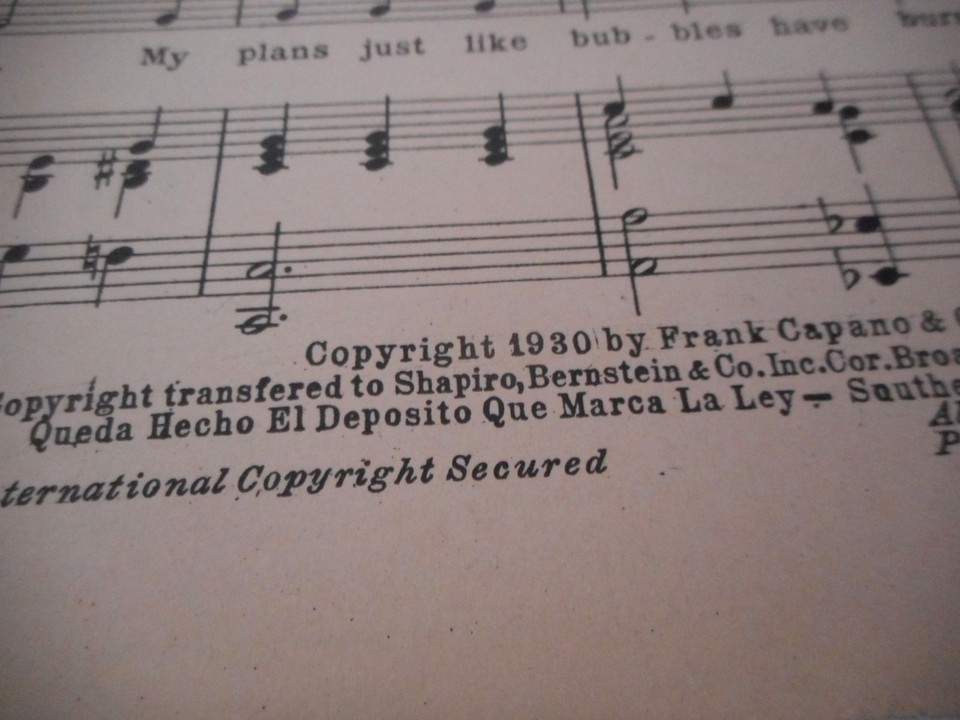 My plans just like bub - bles have
Copyright 1930 by Frank Capano &
Copyright transfered to Shapiro, Bernstein & Co. Inc. Cor. Broa
Queda Hecho El Deposito Que Marca La Ley — Southe
ternational Copyright Secured